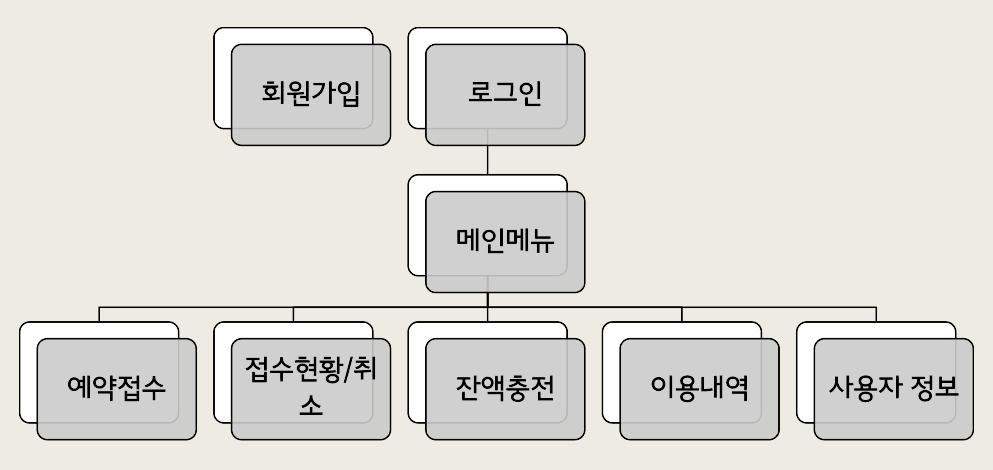 회원가입
로그인
메인메뉴
예약접수
접수현황/취
소
잔액충전
이용내역
사용자 정보